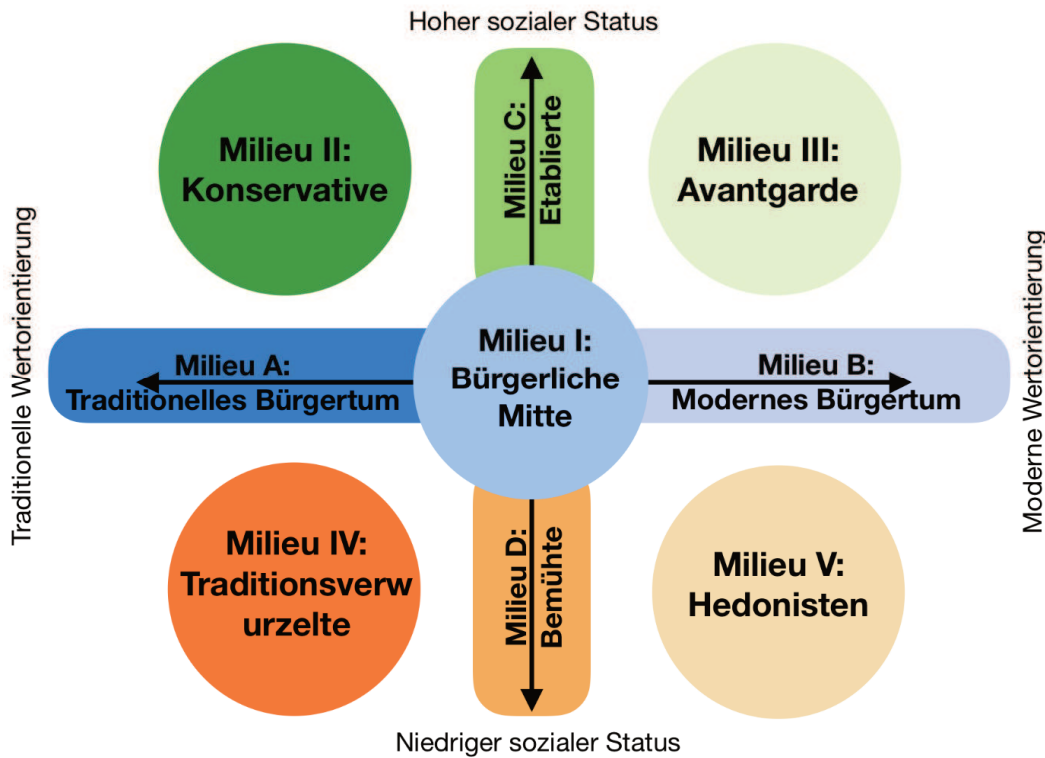 Hoher sozialer Status
Milieu II:
Konservative
Milieu C:
Etablierte
Milieu III:
Avantgarde
Traditionelle Wertorientierung
Milieu A:
Traditionelles Bürgertum
Milieu I:
Bürgerliche
Mitte
Milieu B:
Modernes Bürgertum
Moderne Wertorientierung
Milieu IV:
Traditionsverw
urzelte
Milieu D:
Bemühte
Milieu V:
Hedonisten
Niedriger sozialer Status